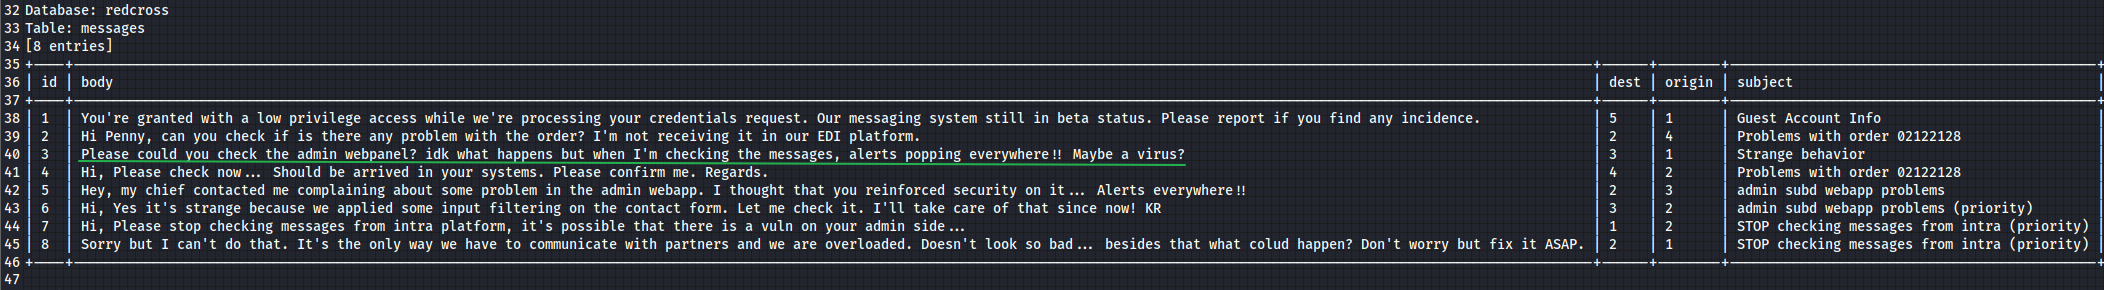 32 Database: redcross
33 Table: messages
34 [8 entries]
35
36 | id | body | dest | origin | subject |
37
38 | 1 | You're granted with a low privilege access while we're processing your credentials request. Our messaging system still in beta status. Please report if you find any incidence. | 5 | 1 | Guest Account Info
39 | 2 | Hi Penny, can you check if is there any problem with the order? I'm not receiving it in our EDI platform. | 2 | 4 | Problems with order 02122128
40 | 3 | Please could you check the admin webpanel? idk what happens but when I'm checking the messages, alerts popping everywhere!! Maybe a virus? | 3 | 1 | Strange behavior
41 | 4 | Hi, Please check now... Should be arrived in your systems. Please confirm me. Regards. | 4 | 2 | Problems with order 02122128
42 | 5 | Hey, my chief contacted me complaining about some problem in the admin webapp. I thought that you reinforced security on it... Alerts everywhere!! | 2 | 3 | admin subd webapp problems
43 | 6 | Hi, Yes it's strange because we applied some input filtering on the contact form. Let me check it. I'll take care of that since now! KR | 3 | 2 | admin subd webapp problems (priority)
44 | 7 | Hi, Please stop checking messages from intra platform, it's possible that there is a vuln on your admin side... | 1 | 2 | STOP checking messages from intra (priority) |
45 | 8 | Sorry but I can't do that. It's the only way we have to communicate with partners and we are overloaded. Doesn't look so bad... besides that what colud happen? Don't worry but fix it ASAP. | 2 | 1 | STOP checking messages from intra (priority) |
46
47